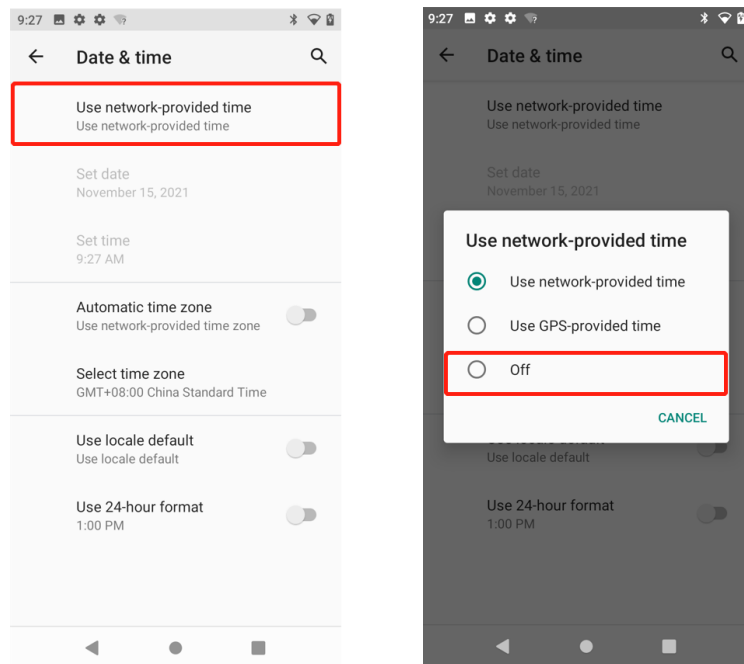 9:27
Date & time
Use network-provided time
Use network-provided time
Set date
November 15, 2021
Set time
9:27 AM
Automatic time zone
Use network-provided time zone
Select time zone
GMT+08:00 China Standard Time
Use locale default
Use locale default
Use 24-hour format
1:00 PM
9:27
Date & time
Use network-provided time
Use network-provided time
Set date
November 15, 2021
Use network-provided time
Use network-provided time
Use GPS-provided time
Off
CANCEL
Use locale default
Use 24-hour format
1:00 PM